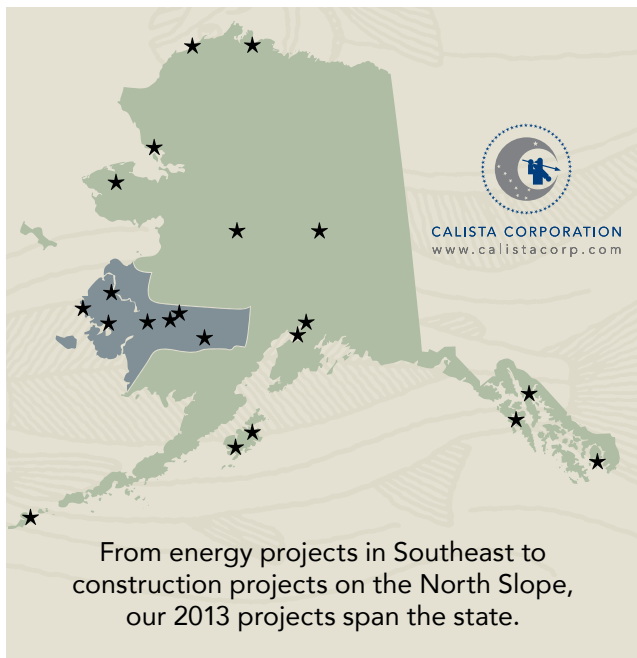 CALISTA CORPORATION
www.calistacorp.com
From energy projects in Southeast to
construction projects on the North Slope,
our 2013 projects span the state.